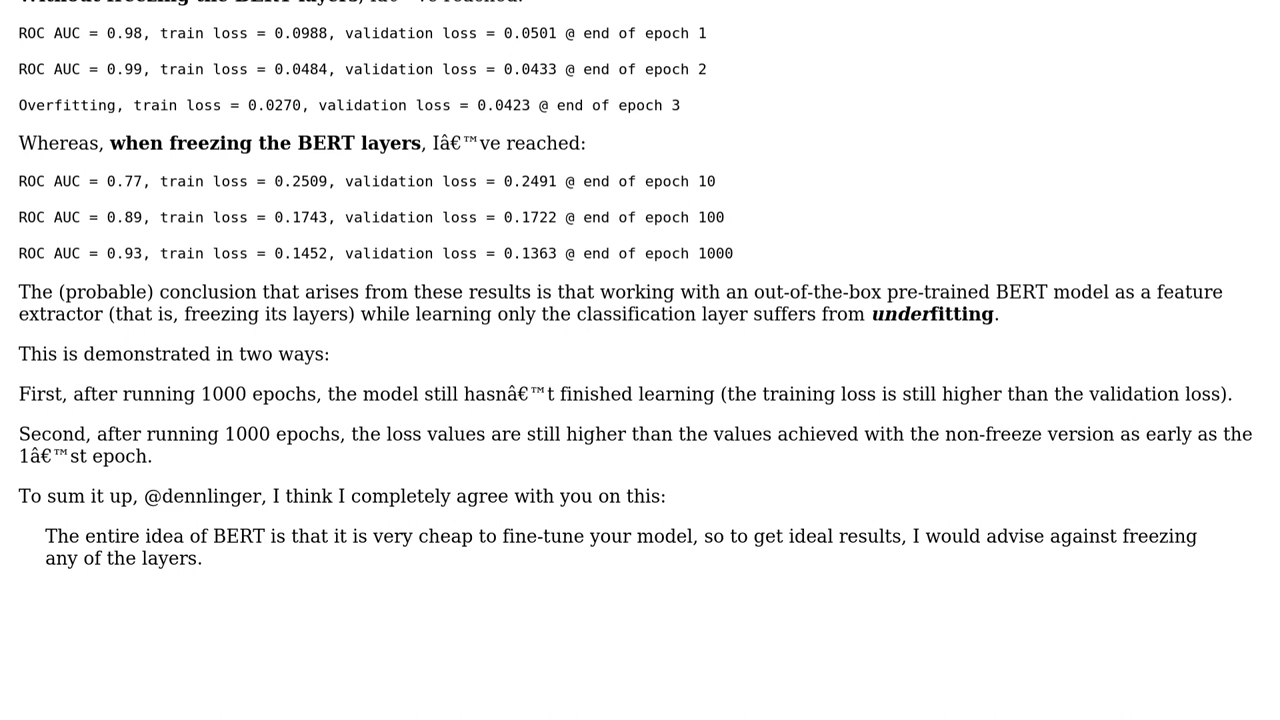 Without freezing the BERT layers, Iâ€™ve reached:
ROC AUC = 0.98, train loss = 0.0988, validation loss = 0.0501 @ end of epoch 1
ROC AUC = 0.99, train loss = 0.0484, validation loss = 0.0433 @ end of epoch 2
Overfitting, train loss = 0.0270, validation loss = 0.0423 @ end of epoch 3
Whereas, when freezing the BERT layers, Iâ€™ve reached:
ROC AUC = 0.77, train loss = 0.2509, validation loss = 0.2491 @ end of epoch 10
ROC AUC = 0.89, train loss = 0.1743, validation loss = 0.1722 @ end of epoch 100
ROC AUC = 0.93, train loss = 0.1452, validation loss = 0.1363 @ end of epoch 1000
The (probable) conclusion that arises from these results is that working with an out-of-the-box pre-trained BERT model as a feature
extractor (that is, freezing its layers) while learning only the classification layer suffers from underfitting.
This is demonstrated in two ways:
First, after running 1000 epochs, the model still hasnâ€™t finished learning (the training loss is still higher than the validation loss).
Second, after running 1000 epochs, the loss values are still higher than the values achieved with the non-freeze version as early as the
1â€™st epoch.
To sum it up, @dennlinger, I think I completely agree with you on this:
The entire idea of BERT is that it is very cheap to fine-tune your model, so to get ideal results, I would advise against freezing
any of the layers.